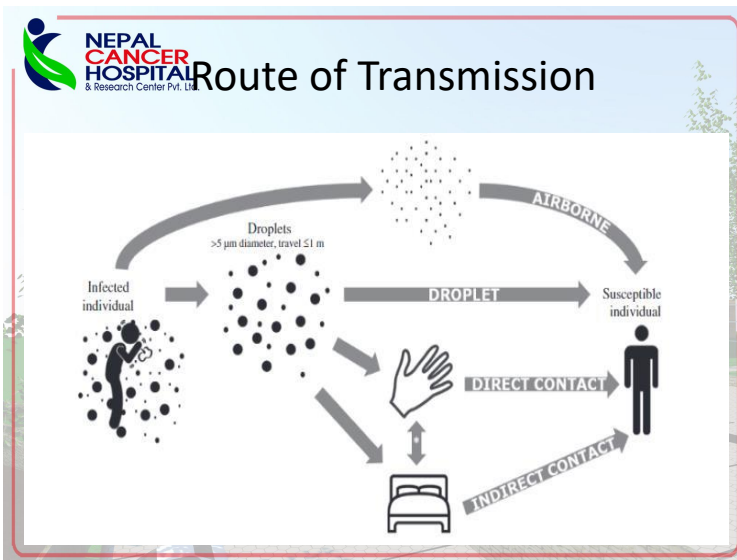 NEPAL
CANCER
HOSPITAL
& Research Center Pvt. Ltd.
Route of Transmission
AIRBORNE
Droplets
>5 µm diameter, travel ≤1 m
Infected
individual
DROPLET
Susceptible
individual
DIRECT CONTACT
INDIRECT CONTACT